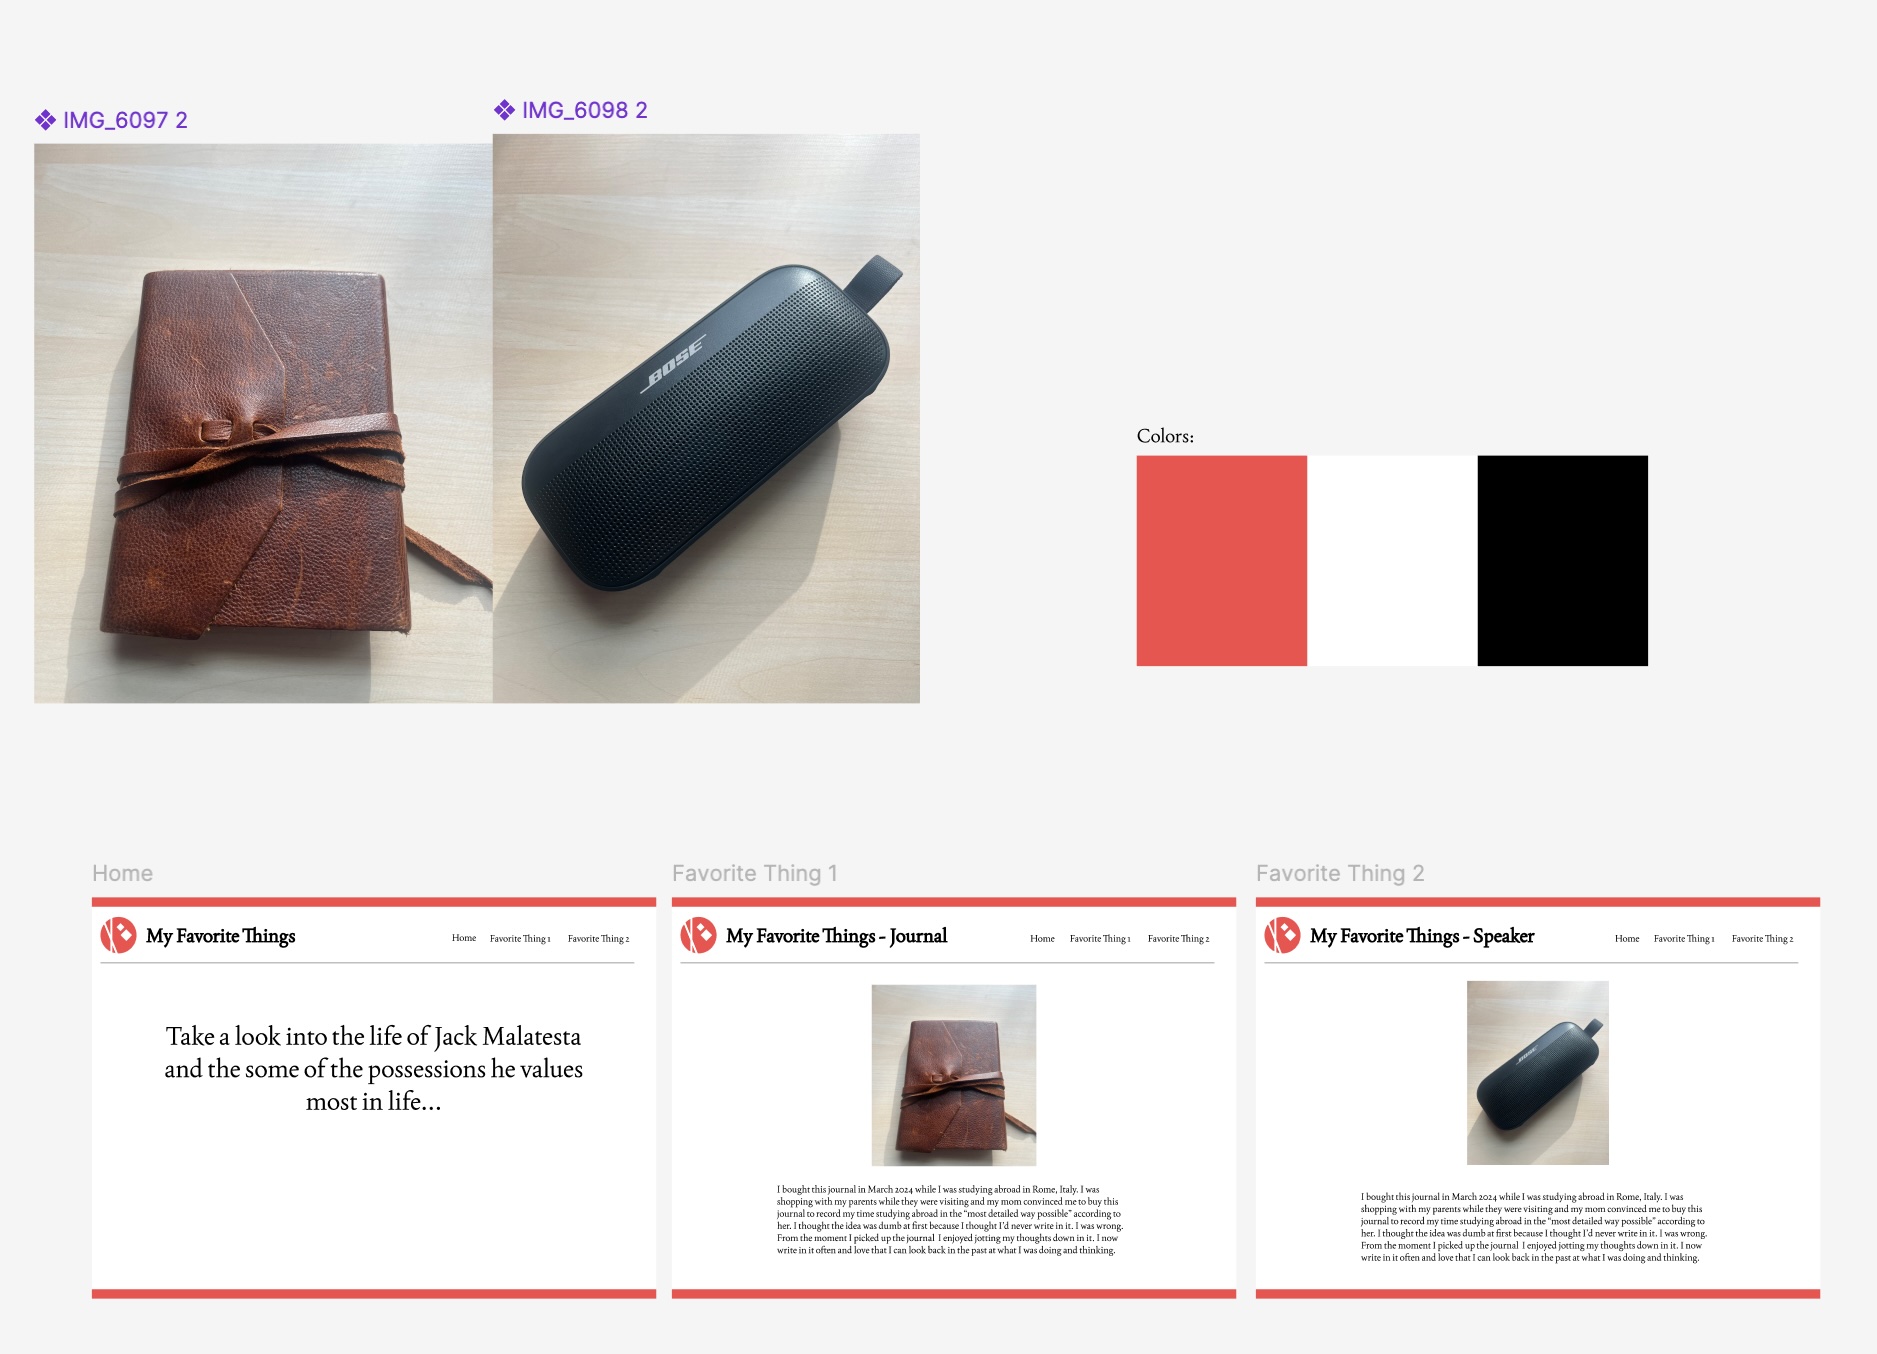 IMG_6097 2
IMG_6098 2
BOSE
Colors:
Home
My Favorite Things
Home
Favorite Thing 1
Favorite Thing 2
Take a look into the life of Jack Malatesta
and the some of the possessions he values
most in life...
Favorite Thing 1
My Favorite Things - Journal
Home
Favorite Thing 1
Favorite Thing 2
I bought this journal in March 2024 while I was studying abroad in Rome, Italy. I was
shopping with my parents while they were visiting and my mom convinced me to buy this
journal to record my time studying abroad in the “most detailed way possible” according to
her. I thought the idea was dumb at first because I thought I'd never write in it. I was wrong.
From the moment I picked up the journal I enjoyed jotting my thoughts down in it. I now
write in it often and love that I can look back in the past at what I was doing and thinking.
Favorite Thing 2
My Favorite Things - Speaker
Home
Favorite Thing 1
Favorite Thing 2
BOSE
I bought this journal in March 2024 while I was studying abroad in Rome, Italy. I was
shopping with my parents while they were visiting and my mom convinced me to buy this
journal to record my time studying abroad in the “most detailed way possible” according to
her. I thought the idea was dumb at first because I thought I'd never write in it. I was wrong.
From the moment I picked up the journal I enjoyed jotting my thoughts down in it. I now
write in it often and love that I can look back in the past at what I was doing and thinking.